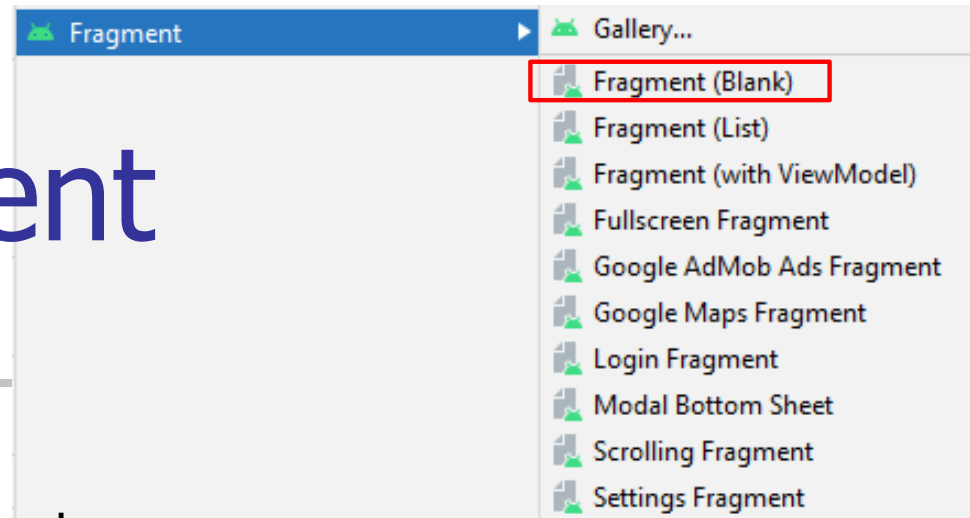 Fragment
Gallery...
Fragment (Blank)
Fragment (List)
Fragment (with ViewModel)
ent
Fullscreen Fragment
Google AdMob Ads Fragment
Google Maps Fragment
Login Fragment
Modal Bottom Sheet
Scrolling Fragment
Settings Fragment